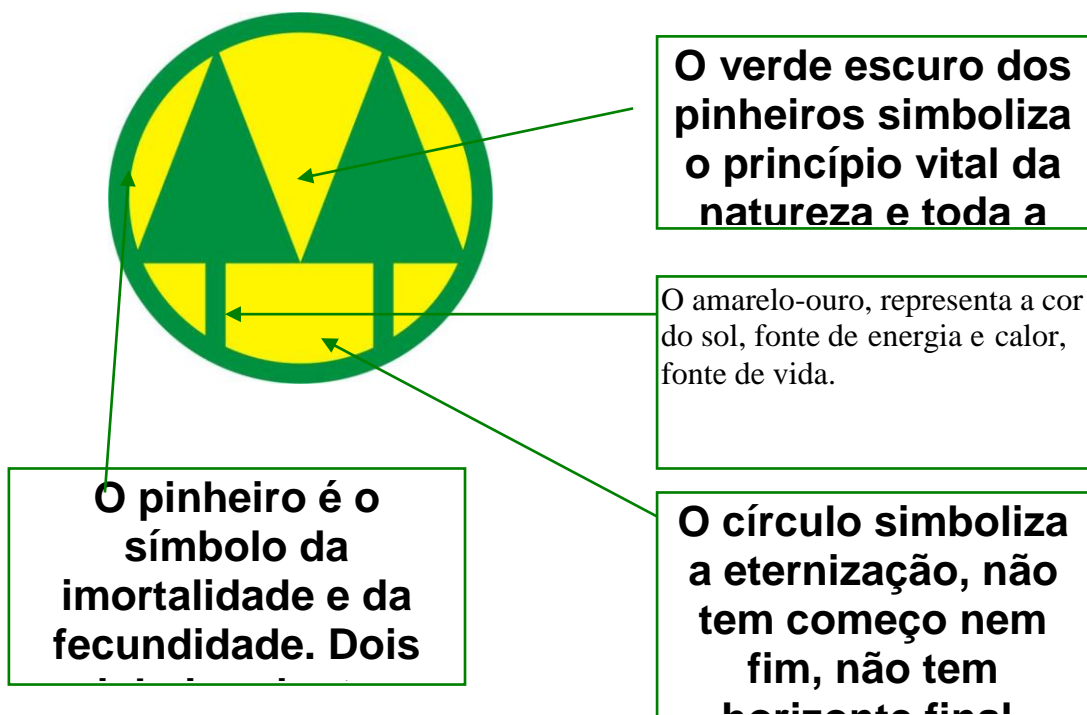 O verde escuro dos
pinheiros simboliza
o princípio vital da
natureza e toda a
O amarelo-ouro, representa a cor
do sol, fonte de energia e calor,
fonte de vida.
O pinheiro é o
símbolo da
imortalidade e da
fecundidade. Dois
O círculo simboliza
a eternização, não
tem começo nem
fim, não tem
horizonte final